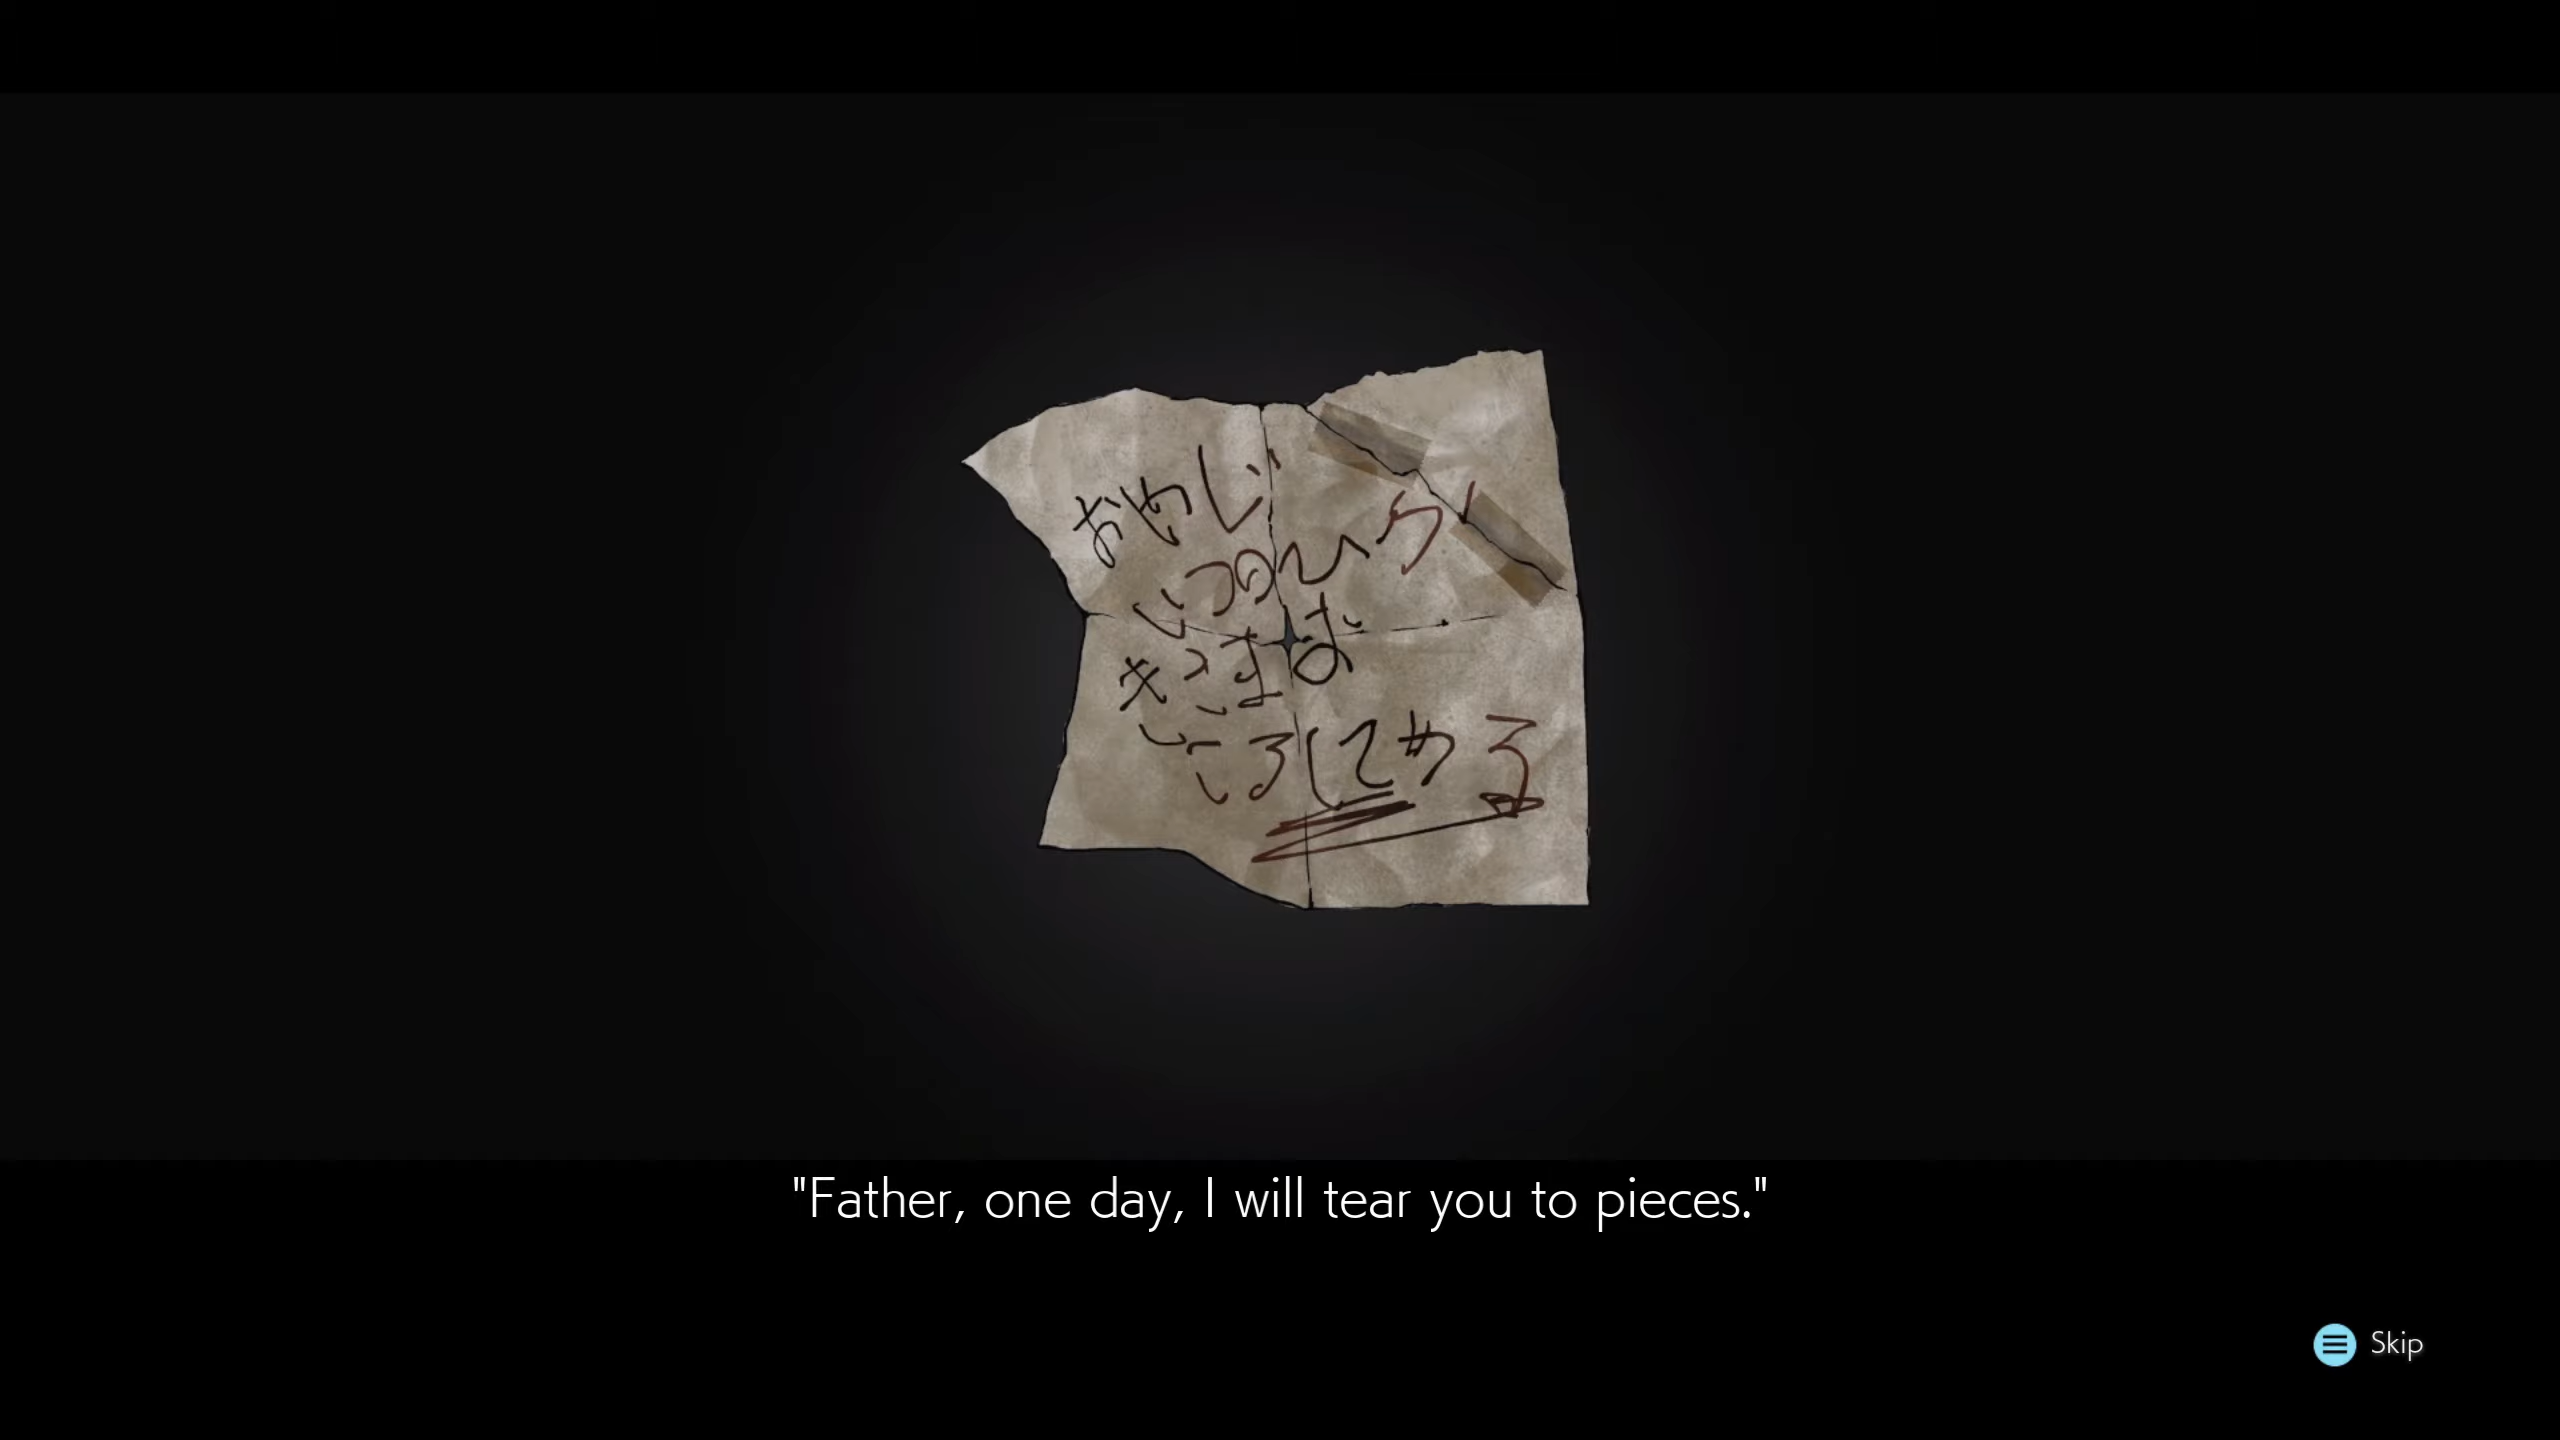 おやじ
いつのひか
きさまお
ころしてやる
"Father, one day, I will tear you to pieces."
Skip